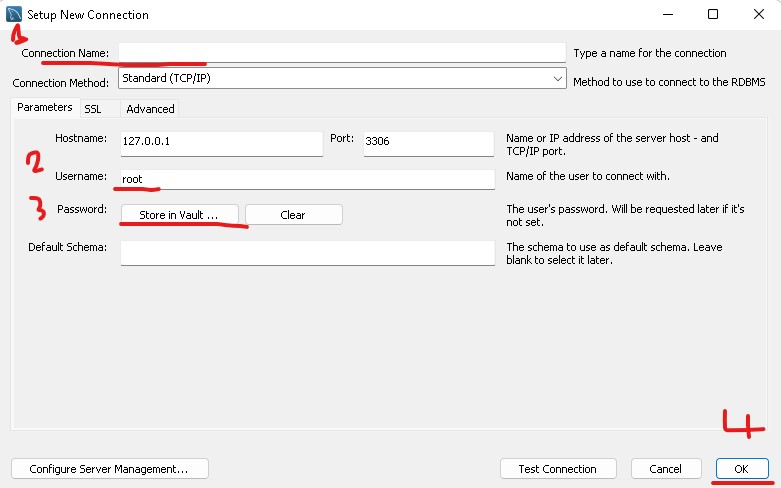 Setup New Connection
1
Connection Name: Type a name for the connection
Connection Method: Standard (TCP/IP) Method to use to connect to the RDBMS
Parameters SSL Advanced
Hostname: 127.0.0.1 Port: 3306 Name or IP address of the server host - and
TCP/IP port.
2
Username: root Name of the user to connect with.
3
Password: Store in Vault ... Clear The user's password. Will be requested later if it's
not set.
Default Schema: The schema to use as default schema. Leave
blank to select it later.
4
Configure Server Management... Test Connection Cancel OK